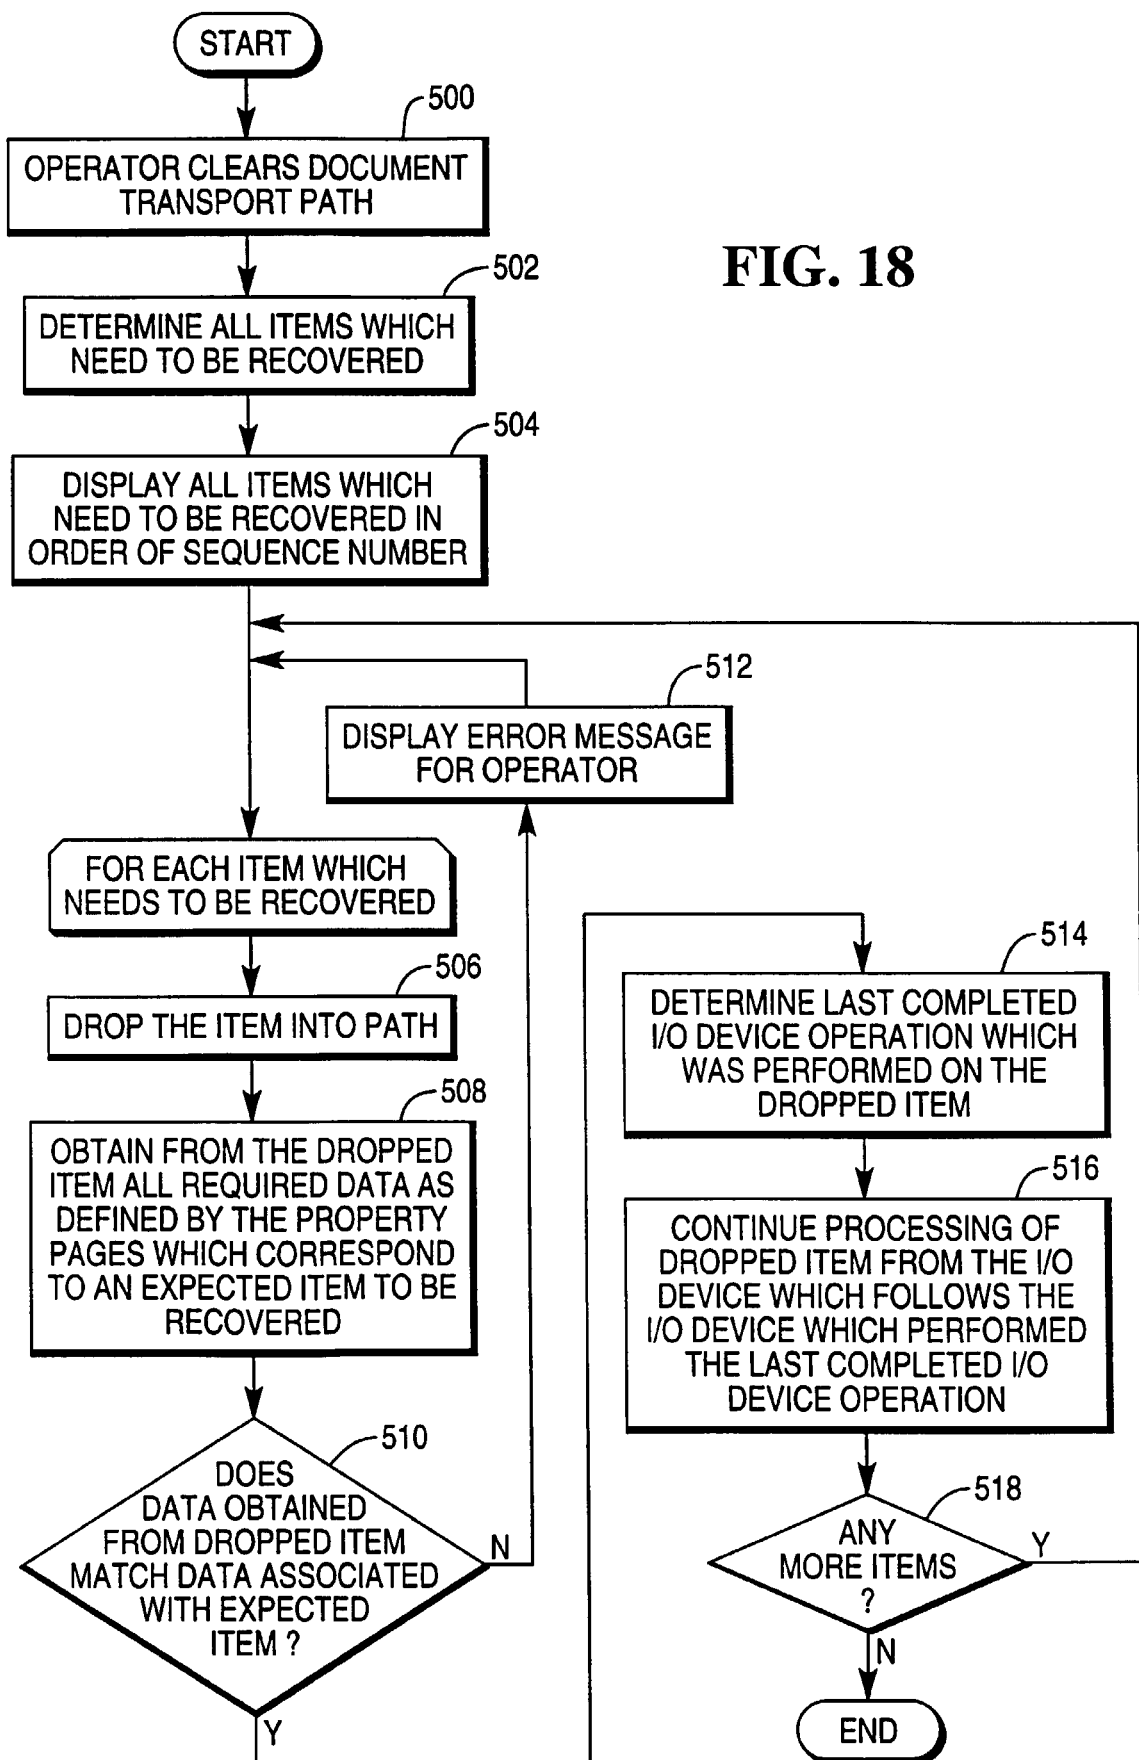 START
500
OPERATOR CLEARS DOCUMENT
TRANSPORT PATH
FIG. 18
502
DETERMINE ALL ITEMS WHICH
NEED TO BE RECOVERED
504
DISPLAY ALL ITEMS WHICH
NEED TO BE RECOVERED IN
ORDER OF SEQUENCE NUMBER
512
DISPLAY ERROR MESSAGE
FOR OPERATOR
FOR EACH ITEM WHICH
NEEDS TO BE RECOVERED
506
DROP THE ITEM INTO PATH
508
OBTAIN FROM THE DROPPED
ITEM ALL REQUIRED DATA AS
DEFINED BY THE PROPERTY
PAGES WHICH CORRESPOND
TO AN EXPECTED ITEM TO BE
RECOVERED
510
DOES
DATA OBTAINED
FROM DROPPED ITEM
MATCH DATA ASSOCIATED
WITH EXPECTED
ITEM ?
N
Y
514
DETERMINE LAST COMPLETED
I/O DEVICE OPERATION WHICH
WAS PERFORMED ON THE
DROPPED ITEM
516
CONTINUE PROCESSING OF
DROPPED ITEM FROM THE I/O
DEVICE WHICH FOLLOWS THE
I/O DEVICE WHICH PERFORMED
THE LAST COMPLETED I/O
DEVICE OPERATION
518
ANY
MORE ITEMS
?
Y
N
END